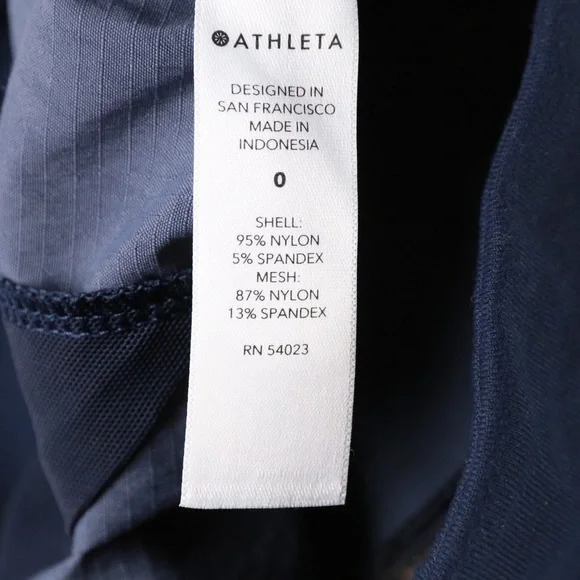 ATHLETA
DESIGNED IN
SAN FRANCISCO
MADE IN
INDONESIA
0
SHELL:
95% NYLON
5% SPANDEX
MESH:
87% NYLON
13% SPANDEX
RN 54023